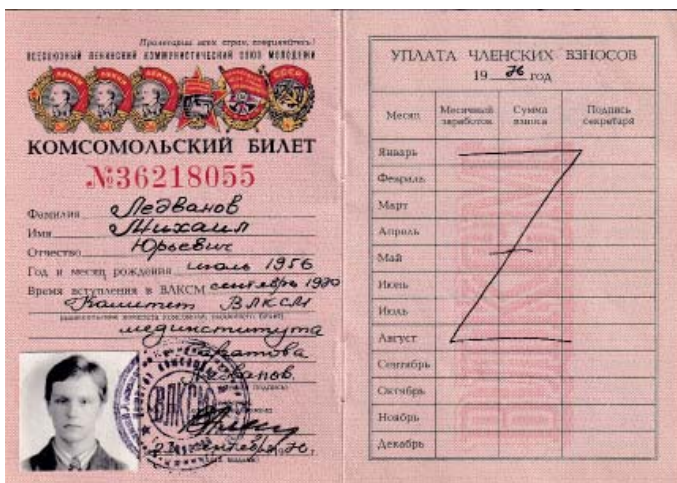 Пролетарии всех стран, соединяйтесь!
ВСЕСОЮЗНЫЙ ЛЕНИНСКИЙ КОММУНИСТИЧЕСКИЙ СОЮЗ МОЛОДЕЖИ
КОМСОМОЛЬСКИЙ БИЛЕТ
№36218055
Фамилия Ледванов
Имя Михаил
Отчество Юрьевич
Год и месяц рождения июль 1956
Время вступления в ВЛКСМ сентябрь 1970
Комитет ВЛКСМ
мединститута
Саратова
ВЛКСМ
сентября 1976 г.
УПЛАТА ЧЛЕНСКИХ ВЗНОСОВ
19 76 год
Месяц Месячный заработок Сумма взноса Подпись секретаря
Январь
Февраль
Март
Апрель
Май
Июнь
Июль
Август
Сентябрь
Октябрь
Ноябрь
Декабрь
ВЛКСМ